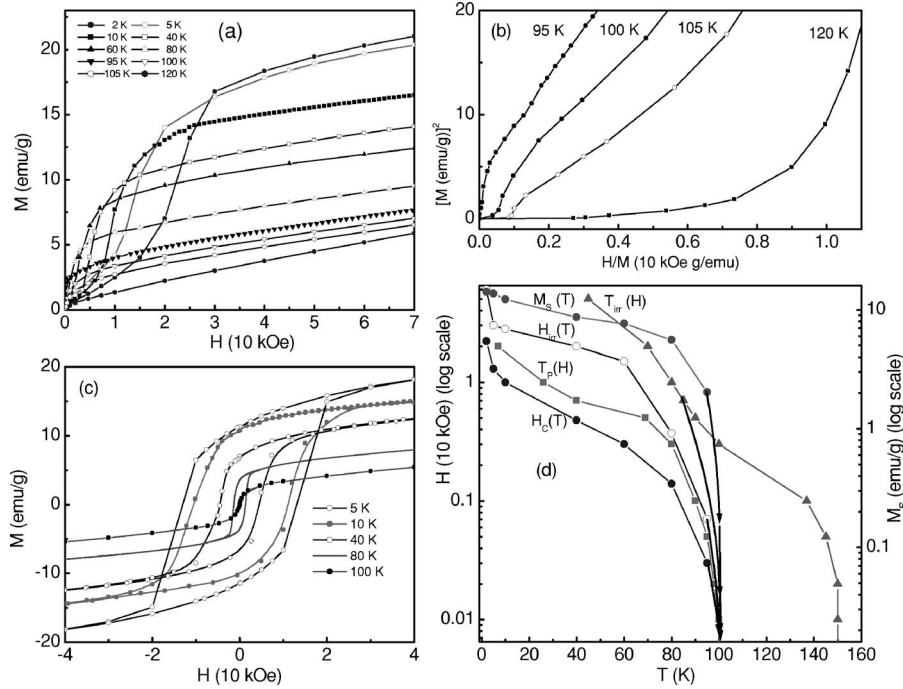 (a)
2 K 5 K
10 K 40 K
60 K 80 K
95 K 100 K
105 K 120 K
20
15
10
5
0
M (emu/g)
0 1 2 3 4 5 6 7
H (10 kOe)
(b)
95 K 100 K 105 K 120 K
20
10
0
[M (emu/g)]²
0.0 0.2 0.4 0.6 0.8 1.0
H/M (10 kOe g/emu)
(c)
20
15
10
5
0
-10
-20
M (emu/g)
5 K
10 K
40 K
80 K
100 K
-4 -2 0 2 4
H (10 kOe)
M_S (T) T_irr (H)
H_irr (T)
T_P (H)
H_C (T)
(d)
1
0.1
0.01
H (10 kOe) (log scale)
10
1
0.1
M_S (emu/g) (log scale)
0 20 40 60 80 100 120 140 160
T (K)